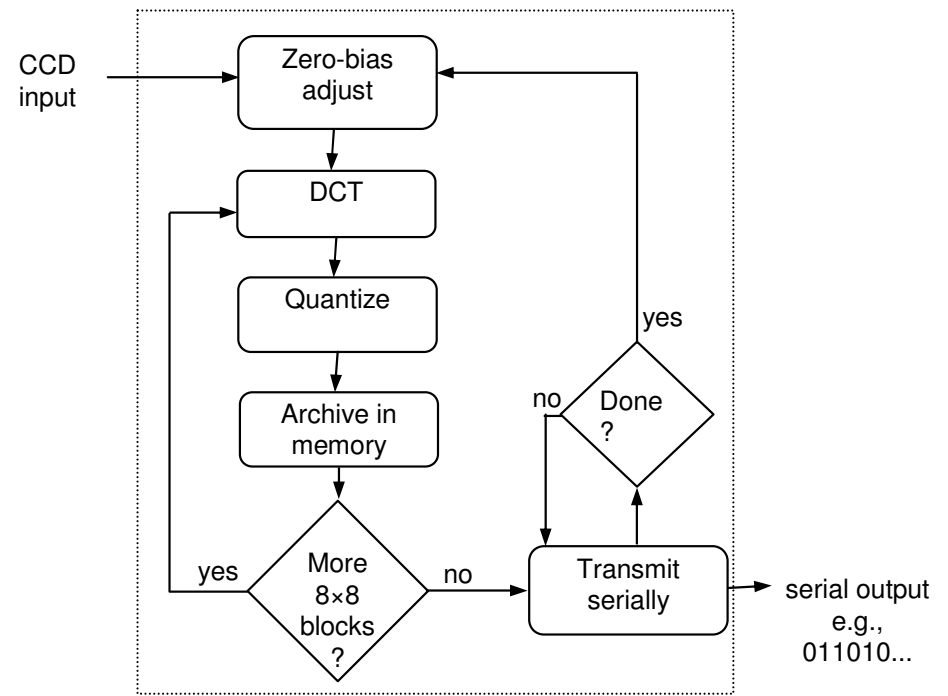 CCD
input
Zero-bias
adjust
DCT
Quantize
Archive in
memory
More
8×8
blocks
?
yes
no
Transmit
serially
Done
?
no
yes
serial output
e.g.,
011010...